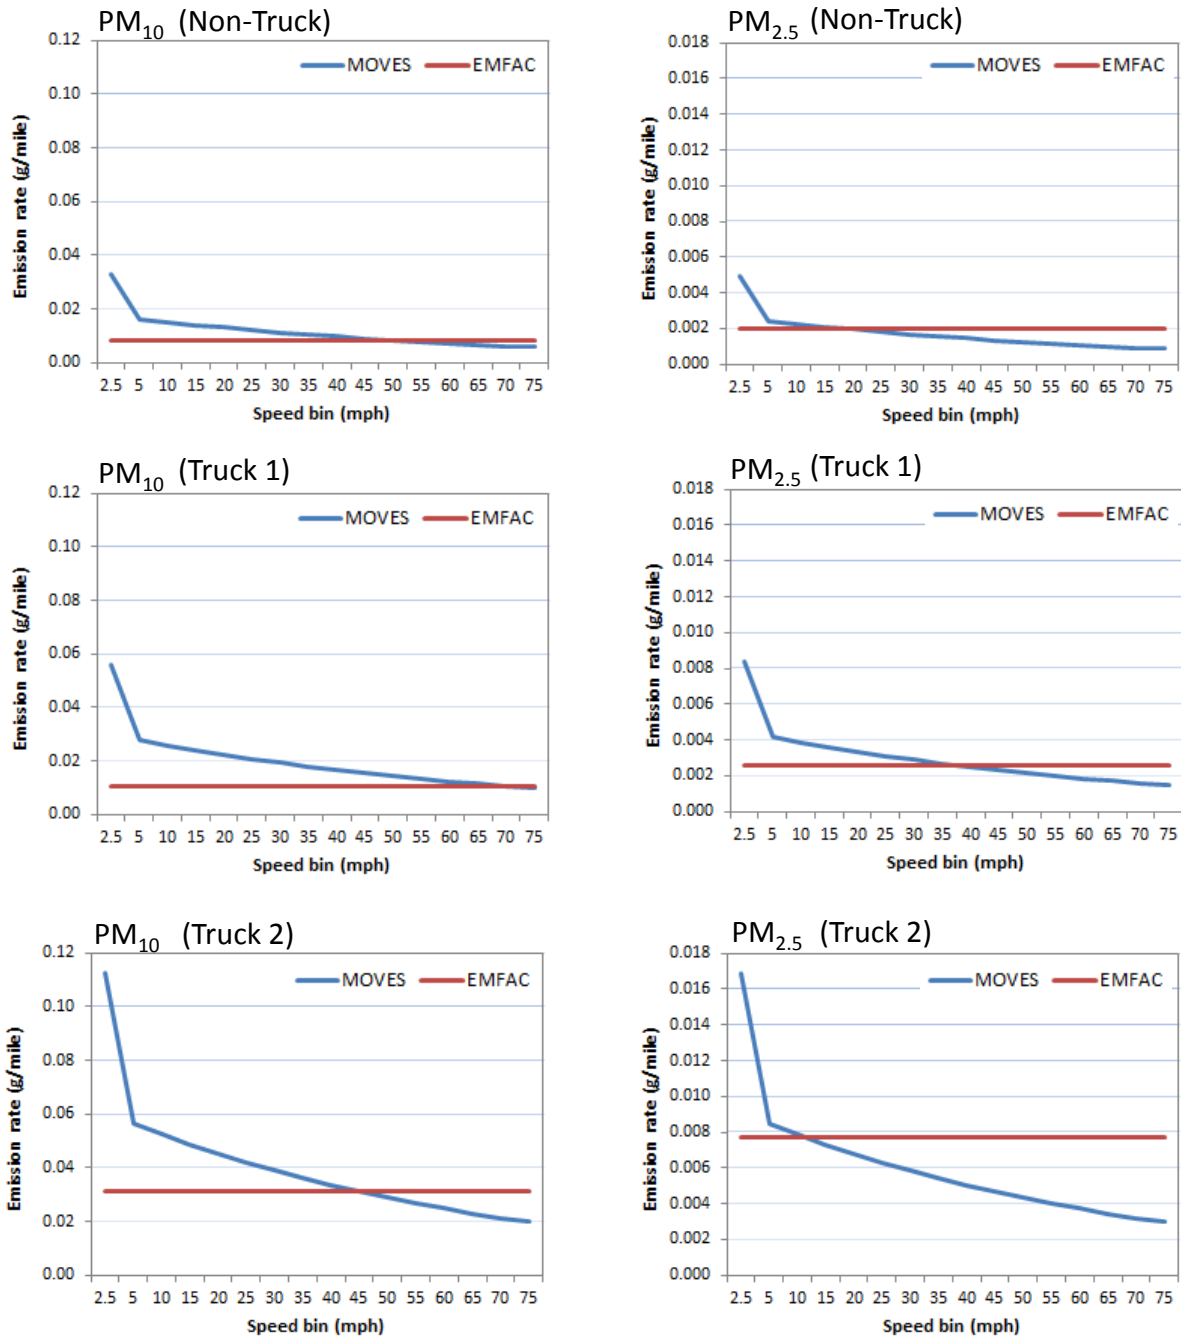 PM10 (Non-Truck)
0.12
0.10
0.08
0.06
0.04
0.02
0.00
Emission rate (g/mile)
MOVES EMFAC
2.5 5 10 15 20 25 30 35 40 45 50 55 60 65 70 75
Speed bin (mph)
PM2.5 (Non-Truck)
0.018
0.016
0.014
0.012
0.010
0.008
0.006
0.004
0.002
0.000
Emission rate (g/mile)
MOVES EMFAC
2.5 5 10 15 20 25 30 35 40 45 50 55 60 65 70 75
Speed bin (mph)
PM10 (Truck 1)
0.12
0.10
0.08
0.06
0.04
0.02
0.00
Emission rate (g/mile)
MOVES EMFAC
2.5 5 10 15 20 25 30 35 40 45 50 55 60 65 70 75
Speed bin (mph)
PM2.5 (Truck 1)
0.018
0.016
0.014
0.012
0.010
0.008
0.006
0.004
0.002
0.000
Emission rate (g/mile)
MOVES EMFAC
2.5 5 10 15 20 25 30 35 40 45 50 55 60 65 70 75
Speed bin (mph)
PM10 (Truck 2)
0.12
0.10
0.08
0.06
0.04
0.02
0.00
Emission rate (g/mile)
MOVES EMFAC
2.5 5 10 15 20 25 30 35 40 45 50 55 60 65 70 75
Speed bin (mph)
PM2.5 (Truck 2)
0.018
0.016
0.014
0.012
0.010
0.008
0.006
0.004
0.002
0.000
Emission rate (g/mile)
MOVES EMFAC
2.5 5 10 15 20 25 30 35 40 45 50 55 60 65 70 75
Speed bin (mph)